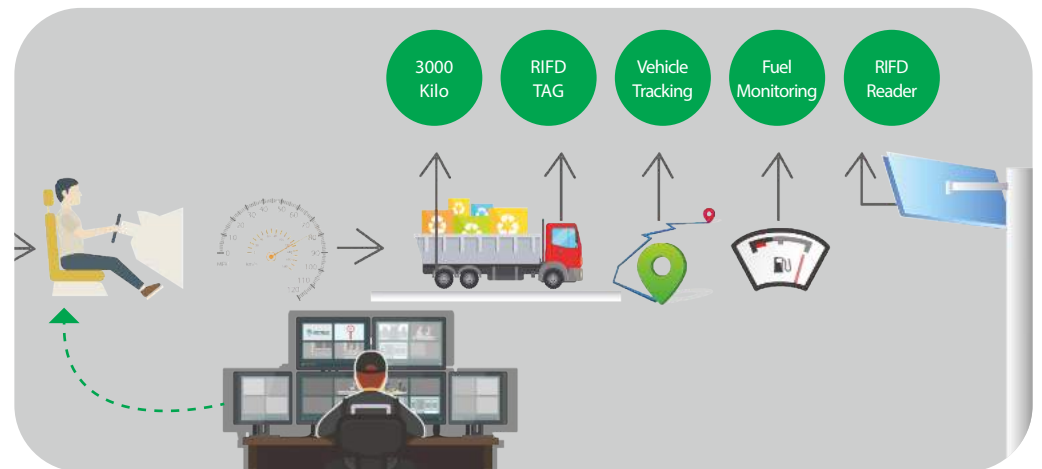 3000
Kilo
RIFD
TAG
Vehicle
Tracking
Fuel
Monitoring
RIFD
Reader